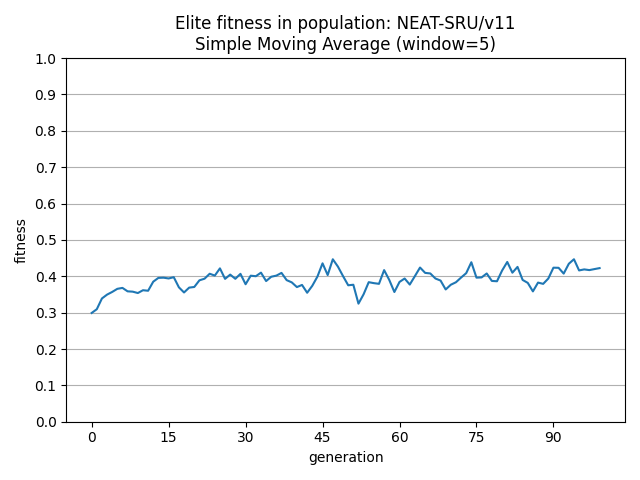 Elite fitness in population: NEAT-SRU/v11
Simple Moving Average (window=5)
1.0
0.9
0.8
0.7
0.6
0.5
0.4
0.3
0.2
0.1
0.0
fitness
0 15 30 45 60 75 90
generation